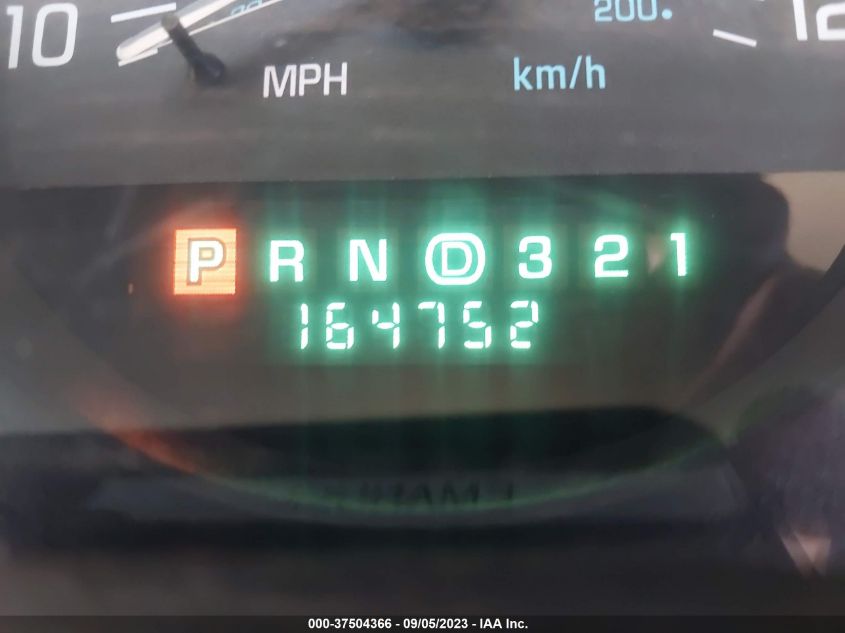 10 200. 12
MPH km/h
P R N D 3 2 1
164752
000-37504366 - 09/05/2023 - IAA Inc.